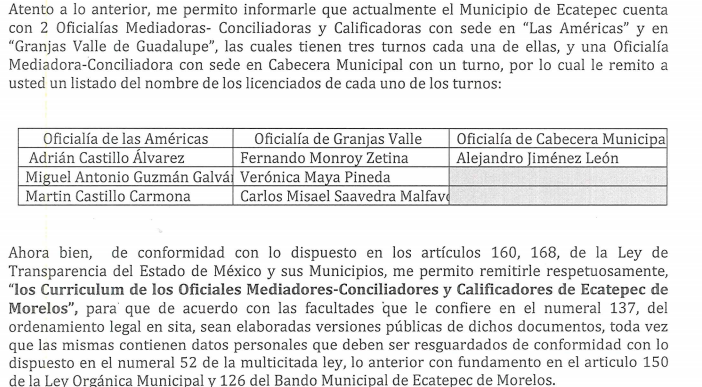 Atento a lo anterior, me permito informarle que actualmente el Municipio de Ecatepec cuenta
con 2 Oficialías Mediadoras- Conciliadoras y Calificadoras con sede en “Las Américas” y en
“Granjas Valle de Guadalupe”, las cuales tienen tres turnos cada una de ellas, y una Oficialía
Mediadora-Conciliadora con sede en Cabecera Municipal con un turno, por lo cual le remito a
usted un listado del nombre de los licenciados de cada uno de los turnos:
Oficialía de las Américas Oficialía de Granjas Valle Oficialía de Cabecera Municipa
Adrián Castillo Álvarez Fernando Monroy Zetina Alejandro Jiménez León
Miguel Antonio Guzmán Galvá Verónica Maya Pineda
Martin Castillo Carmona Carlos Misael Saavedra Malfav
Ahora bien, de conformidad con lo dispuesto en los artículos 160, 168, de la Ley de
Transparencia del Estado de México y sus Municipios, me permito remitirle respetuosamente,
“los Curriculum de los Oficiales Mediadores-Conciliadores y Calificadores de Ecatepec de
Morelos”, para que de acuerdo con las facultades que le confiere en el numeral 137, del
ordenamiento legal en sita, sean elaboradas versiones públicas de dichos documentos, toda vez
que las mismas contienen datos personales que deben ser resguardados de conformidad con lo
dispuesto en el numeral 52 de la multicitada ley, lo anterior con fundamento en el articulo 150
de la Ley Orgánica Municipal y 126 del Bando Municipal de Ecatepec de Morelos.